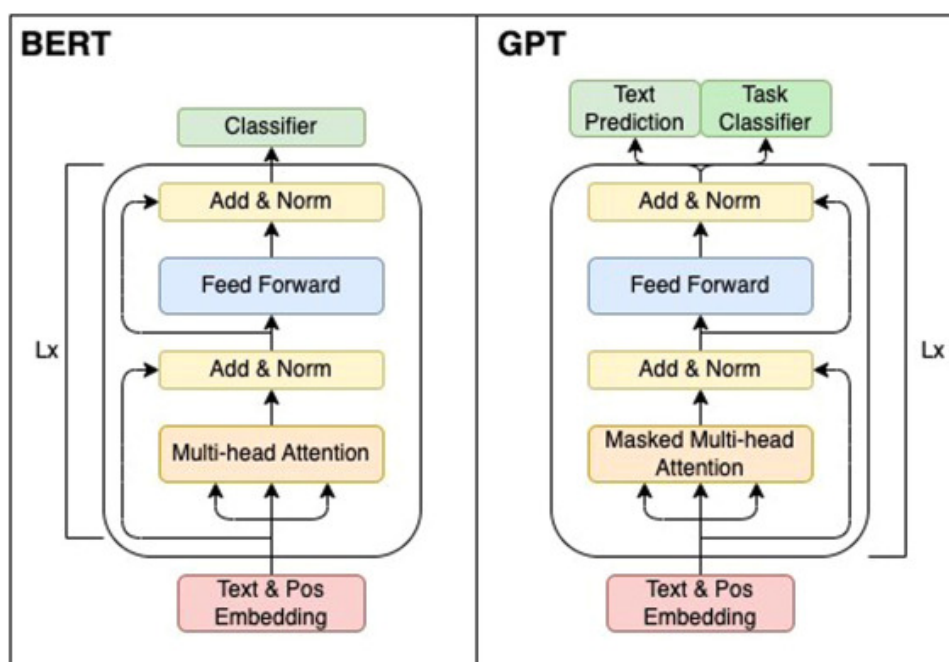 BERT
Classifier
Add & Norm
Feed Forward
Lx
Add & Norm
Multi-head Attention
Text & Pos
Embedding
GPT
Text
Prediction
Task
Classifier
Add & Norm
Feed Forward
Lx
Add & Norm
Masked Multi-head
Attention
Text & Pos
Embedding